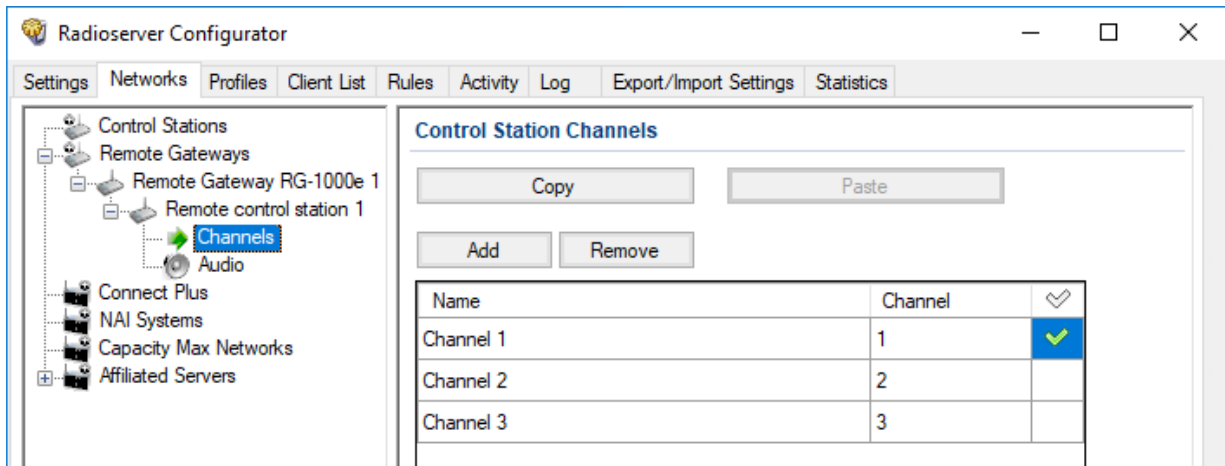 Radioserver Configurator
Settings Networks Profiles Client List Rules Activity Log Export/Import Settings Statistics
Control Stations
Remote Gateways
Remote Gateway RG-1000e 1
Remote control station 1
Channels
Audio
Connect Plus
NAI Systems
Capacity Max Networks
Affiliated Servers
Control Station Channels
Copy Paste
Add Remove
Name Channel
Channel 1 1
Channel 2 2
Channel 3 3